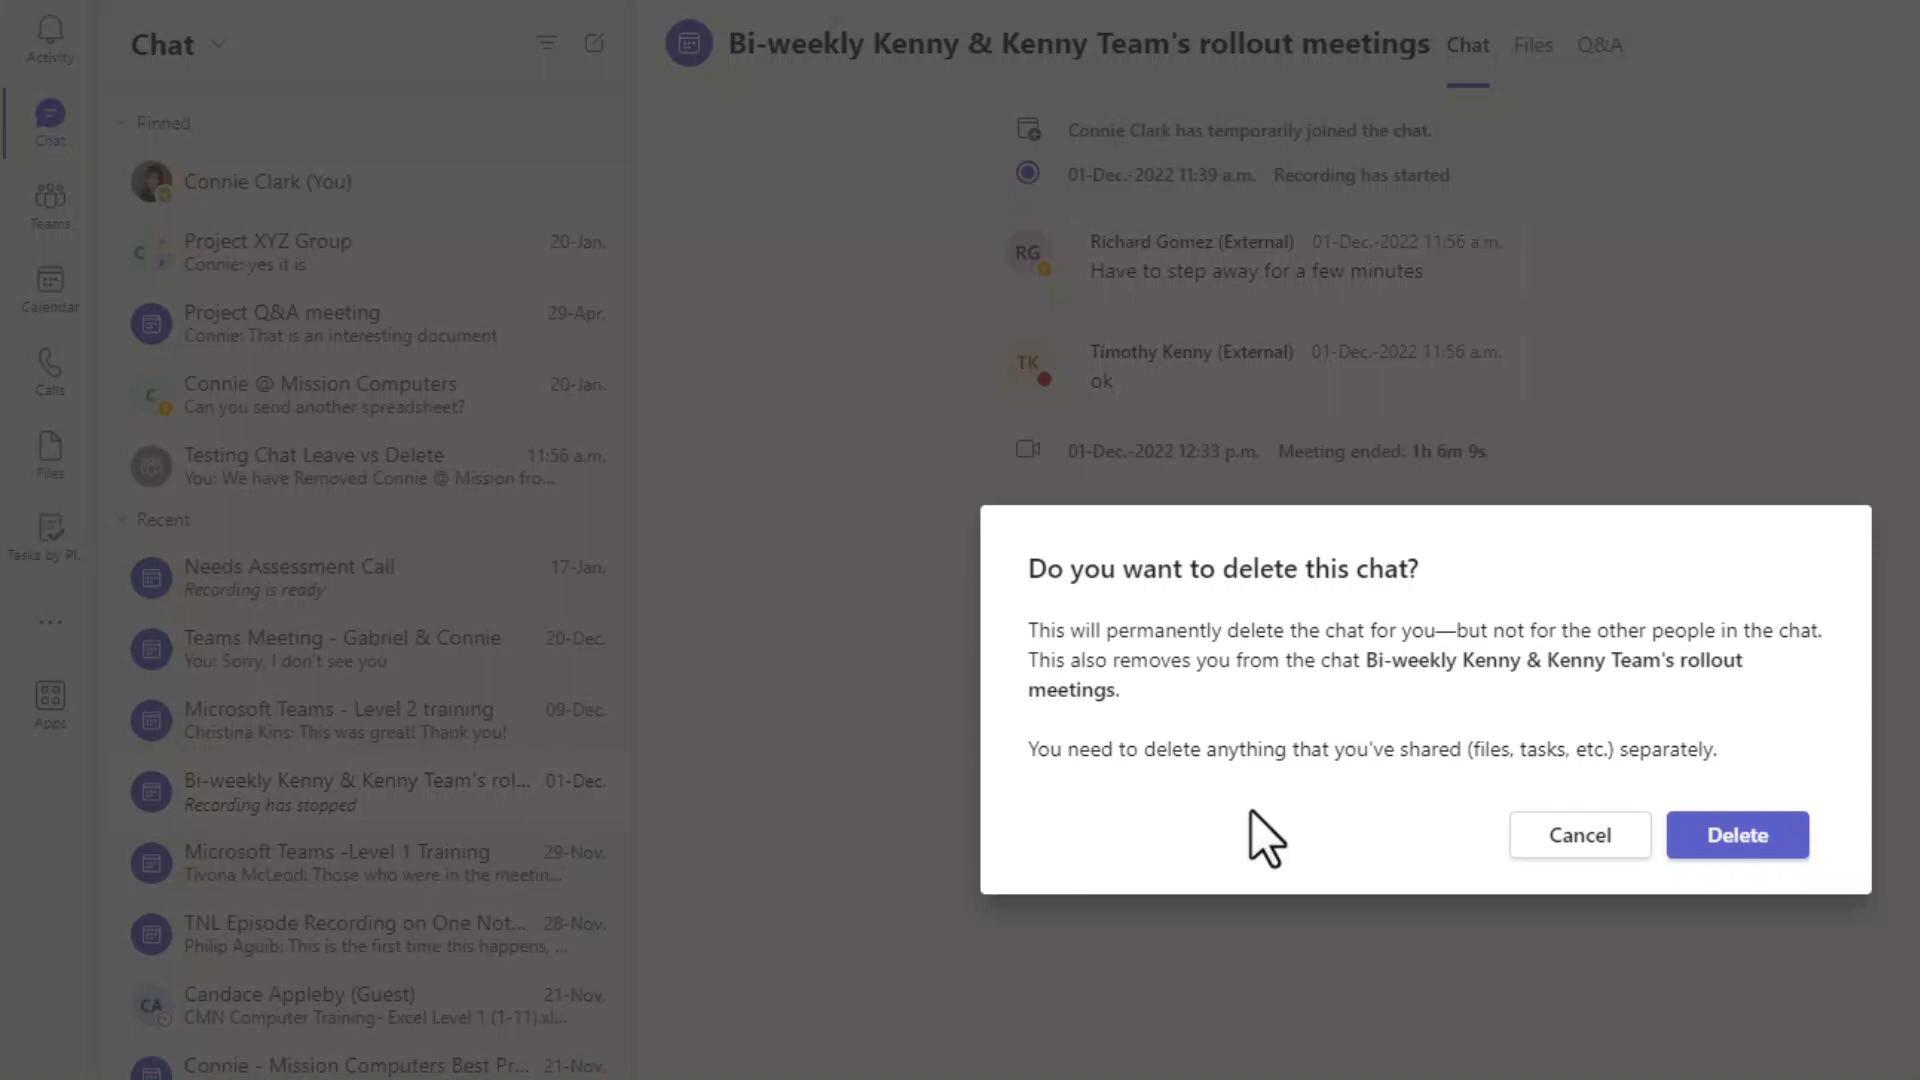 Activity
Chat
Teams
Calendar
Calls
Files
Tasks by Pl...
Apps
Chat
Pinned
Connie Clark (You)
Project XYZ Group 20-Jan.
Connie: yes it is
Project Q&A meeting 29-Apr.
Connie: That is an interesting document
C
Connie @ Mission Computers 20-Jan.
Can you send another spreadsheet?
Testing Chat Leave vs Delete 11:56 a.m.
You: We have Removed Connie @ Mission fro...
Recent
Needs Assessment Call 17-Jan.
Recording is ready
Teams Meeting - Gabriel & Connie 20-Dec.
You: Sorry, I don't see you
Microsoft Teams - Level 2 training 09-Dec.
Christina Kins: This was great! Thank you!
Bi-weekly Kenny & Kenny Team's rol... 01-Dec.
Recording has stopped
Microsoft Teams -Level 1 Training 29-Nov.
Tivona McLeod: Those who were in the meetin...
TNL Episode Recording on One Not... 28-Nov.
Philip Aguib: This is the first time this happens, ...
CA
Candace Appleby (Guest) 21-Nov.
CMN Computer Training- Excel Level 1 (1-11).xl...
Connie - Mission Computers Best Pr... 21-Nov.
Bi-weekly Kenny & Kenny Team's rollout meetings Chat Files Q&A
Connie Clark has temporarily joined the chat.
01-Dec.-2022 11:39 a.m. Recording has started
RG
Richard Gomez (External) 01-Dec.-2022 11:56 a.m.
Have to step away for a few minutes
TK
Timothy Kenny (External) 01-Dec.-2022 11:56 a.m.
ok
01-Dec.-2022 12:33 p.m. Meeting ended: 1h 6m 9s
Do you want to delete this chat?
This will permanently delete the chat for you—but not for the other people in the chat.
This also removes you from the chat Bi-weekly Kenny & Kenny Team's rollout
meetings.
You need to delete anything that you've shared (files, tasks, etc.) separately.
Cancel Delete